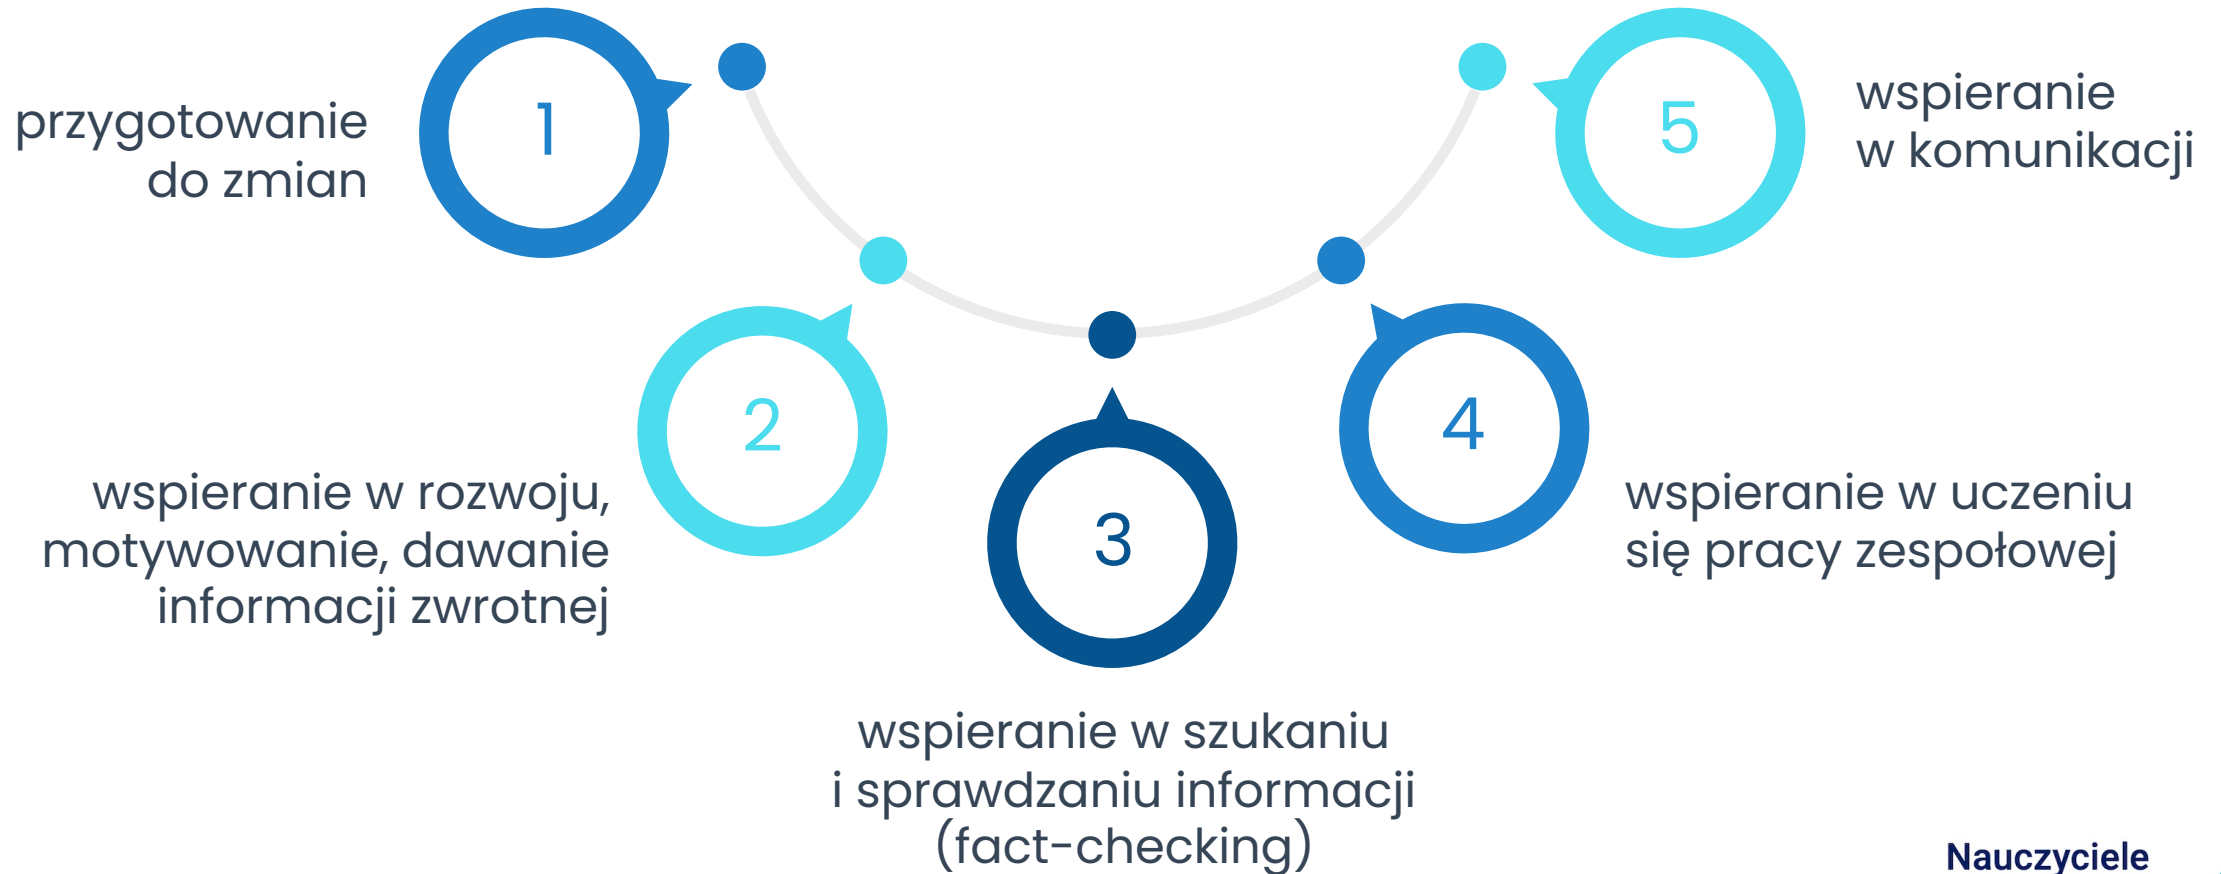 1
przygotowanie
do zmian
2
wspieranie w rozwoju,
motywowanie, dawanie
informacji zwrotnej
3
wspieranie w szukaniu
i sprawdzaniu informacji
(fact-checking)
4
wspieranie w uczeniu
się pracy zespołowej
5
wspieranie
w komunikacji
Nauczyciele